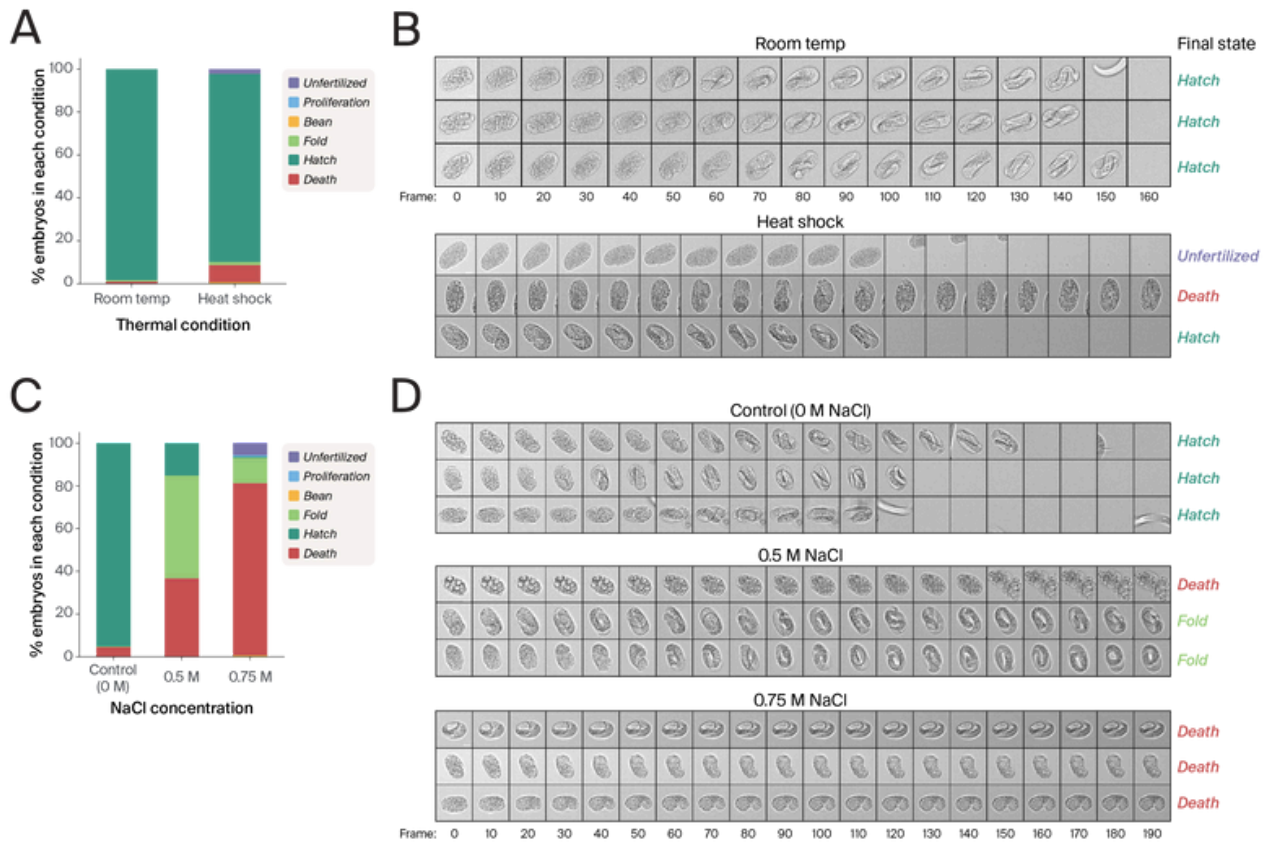 A
100
80
60
40
20
0
% embryos in each condition
Room temp
Heat shock
Thermal condition
Unfertilized
Proliferation
Bean
Fold
Hatch
Death
B
Room temp
Final state
Hatch
Hatch
Hatch
Frame: 0 10 20 30 40 50 60 70 80 90 100 110 120 130 140 150 160
Heat shock
Unfertilized
Death
Hatch
C
100
80
60
40
20
0
% embryos in each condition
Control
(0 M)
0.5 M
0.75 M
NaCl concentration
Unfertilized
Proliferation
Bean
Fold
Hatch
Death
D
Control (0 M NaCl)
Hatch
Hatch
Hatch
0.5 M NaCl
Death
Fold
Fold
0.75 M NaCl
Death
Death
Death
Frame: 0 10 20 30 40 50 60 70 80 90 100 110 120 130 140 150 160 170 180 190